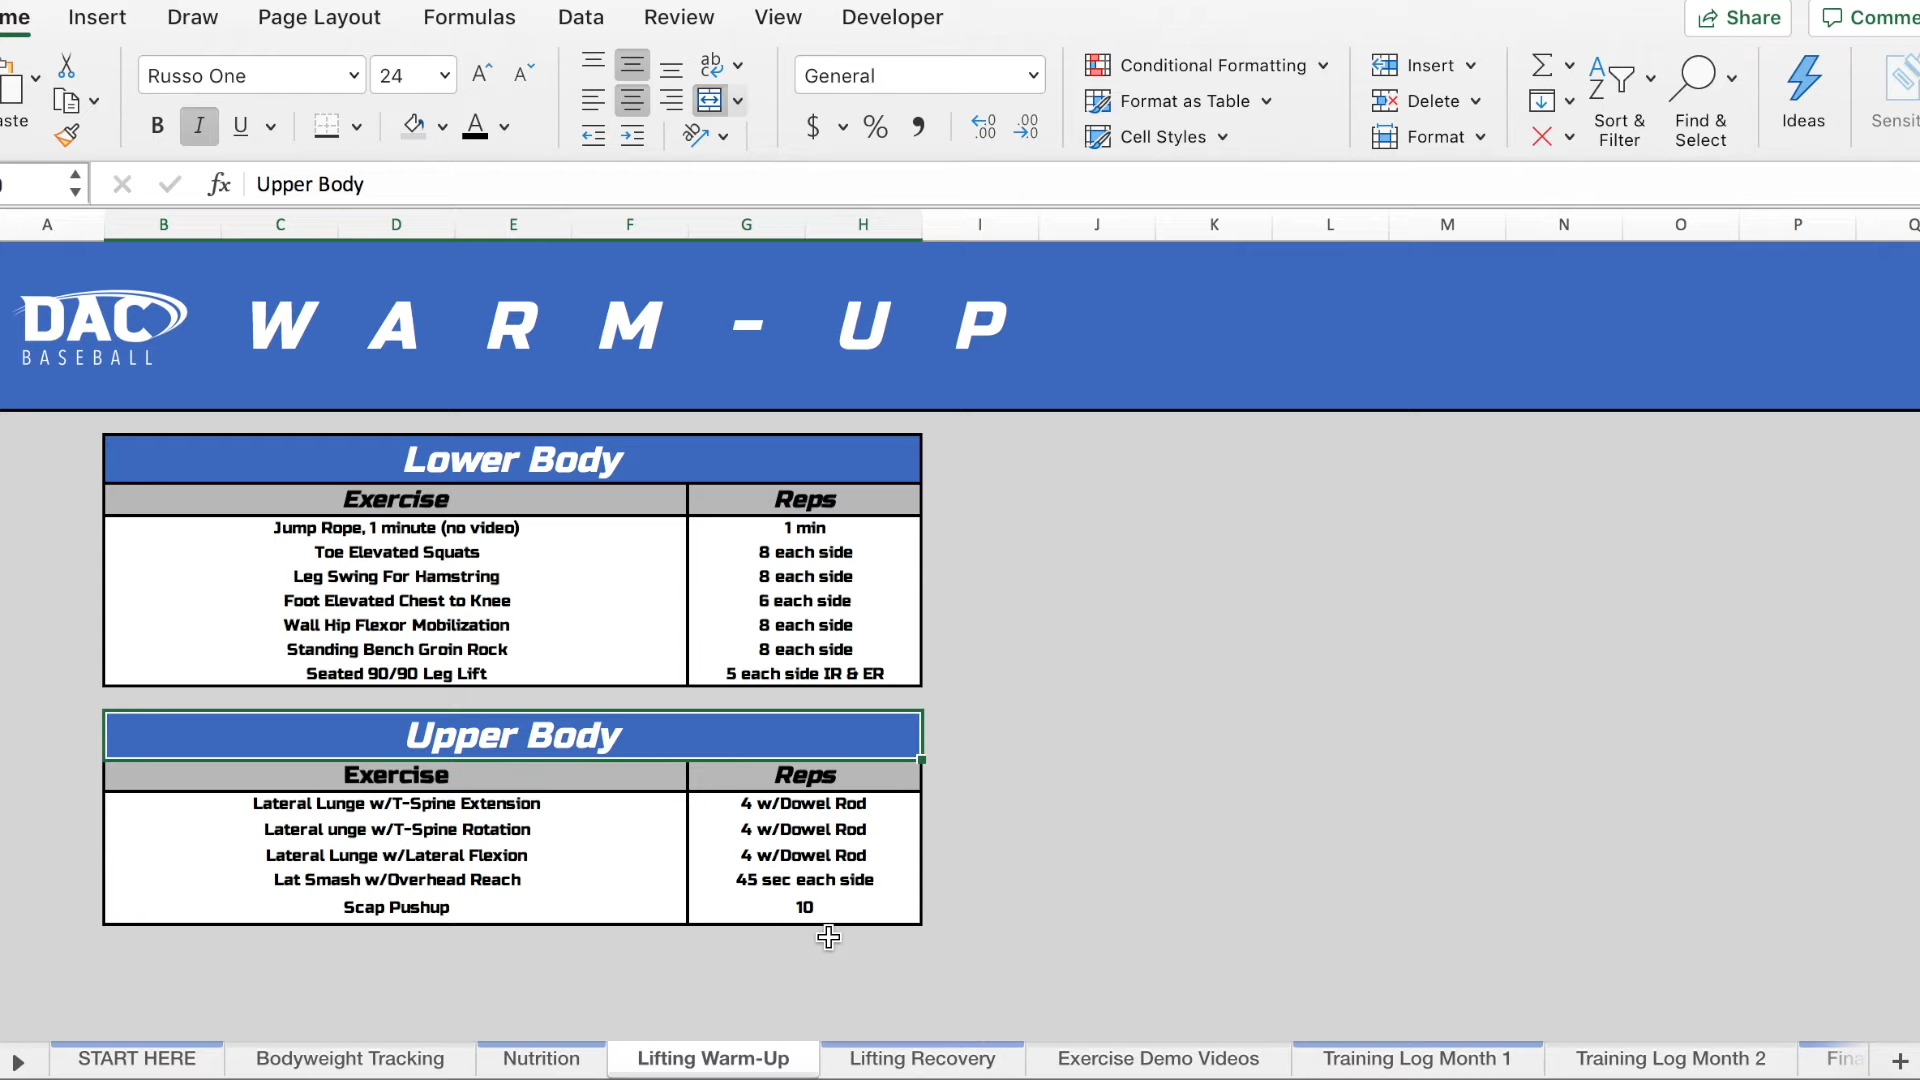 me Insert Draw Page Layout Formulas Data Review View Developer Share Comme
Russo One 24 ab General Conditional Formatting Insert
Format as Table Delete
aste B I U A $ % Cell Styles Format Sort & Filter Find & Select Ideas Sensit
fx Upper Body
A B C D E F G H I J K L M N O P Q
DAC
BASEBALL
WARM-UP
Lower Body
Exercise Reps
Jump Rope, 1 minute (no video) 1 min
Toe Elevated Squats 8 each side
Leg Swing For Hamstring 8 each side
Foot Elevated Chest to Knee 6 each side
Wall Hip Flexor Mobilization 8 each side
Standing Bench Groin Rock 8 each side
Seated 90/90 Leg Lift 5 each side IR & ER
Upper Body
Exercise Reps
Lateral Lunge w/T-Spine Extension 4 w/Dowel Rod
Lateral unge w/T-Spine Rotation 4 w/Dowel Rod
Lateral Lunge w/Lateral Flexion 4 w/Dowel Rod
Lat Smash w/Overhead Reach 45 sec each side
Scap Pushup 10
START HERE Bodyweight Tracking Nutrition Lifting Warm-Up Lifting Recovery Exercise Demo Videos Training Log Month 1 Training Log Month 2 Fina